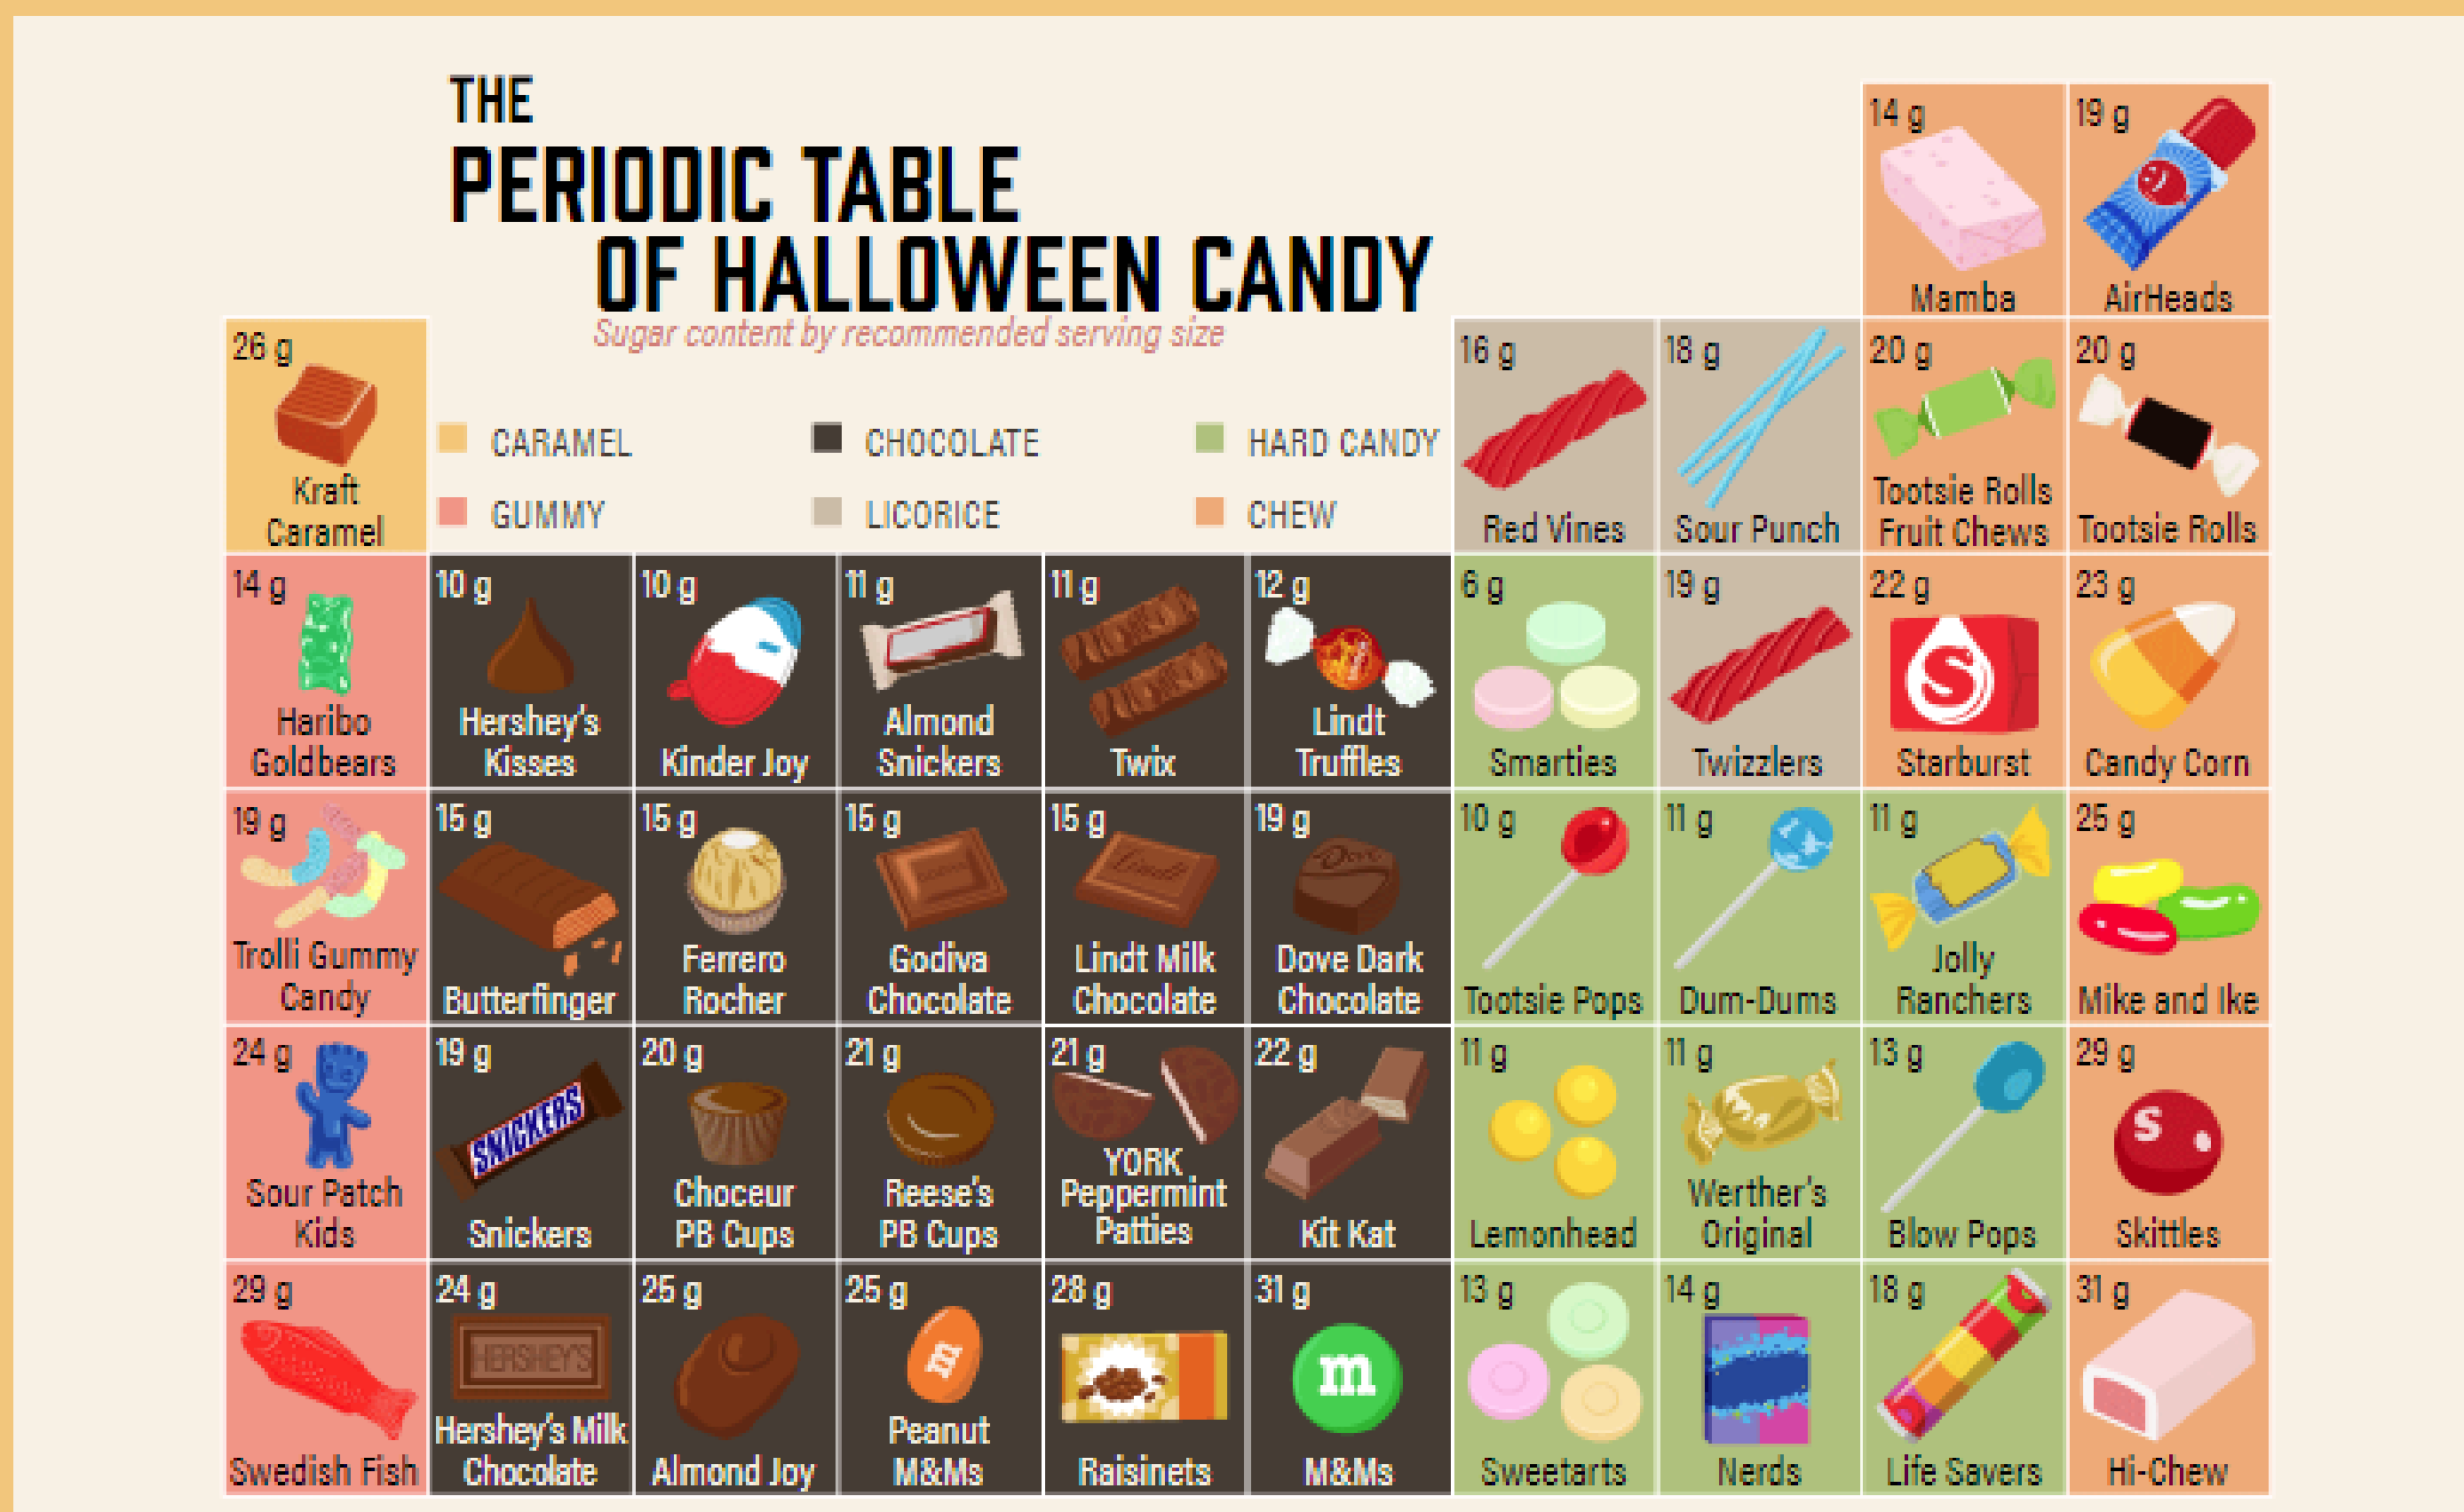 THE
PERIODIC TABLE
OF HALLOWEEN CANDY
Sugar content by recommended serving size
14 g
Mamba
19 g
AirHeads
26 g
Kraft
Caramel
CARAMEL
CHOCOLATE
HARD CANDY
GUMMY
LICORICE
CHEW
16 g
Red Vines
18 g
Sour Punch
20 g
Tootsie Rolls
Fruit Chews
20 g
Tootsie Rolls
14 g
Haribo
Goldbears
10 g
Hershey's
Kisses
10 g
Kinder Joy
11 g
Almond
Snickers
11 g
Twix
12 g
Lindt
Truffles
6 g
Smarties
19 g
Twizzlers
22 g
S
Starburst
23 g
Candy Corn
19 g
Trolli Gummy
Candy
15 g
Butterfinger
15 g
Ferrero
Rocher
15 g
Godiva
Chocolate
15 g
Lindt
Lindt Milk
Chocolate
19 g
Dove
Dove Dark
Chocolate
10 g
Tootsie Pops
11 g
Dum-Dums
11 g
Jolly
Ranchers
25 g
Mike and Ike
24 g
Sour Patch
Kids
19 g
SNICKERS
Snickers
20 g
Choceur
PB Cups
21 g
Reese's
PB Cups
21 g
YORK
Peppermint
Patties
22 g
Kit Kat
11 g
Lemonhead
11 g
Werther's
Original
13 g
Blow Pops
29 g
S
Skittles
29 g
Swedish Fish
24 g
HERSHEY'S
Hershey's Milk
Chocolate
25 g
Almond Joy
25 g
m
Peanut
M&Ms
28 g
Raisinets
31 g
m
M&Ms
13 g
Sweetarts
14 g
Nerds
18 g
Life Savers
31 g
Hi-Chew